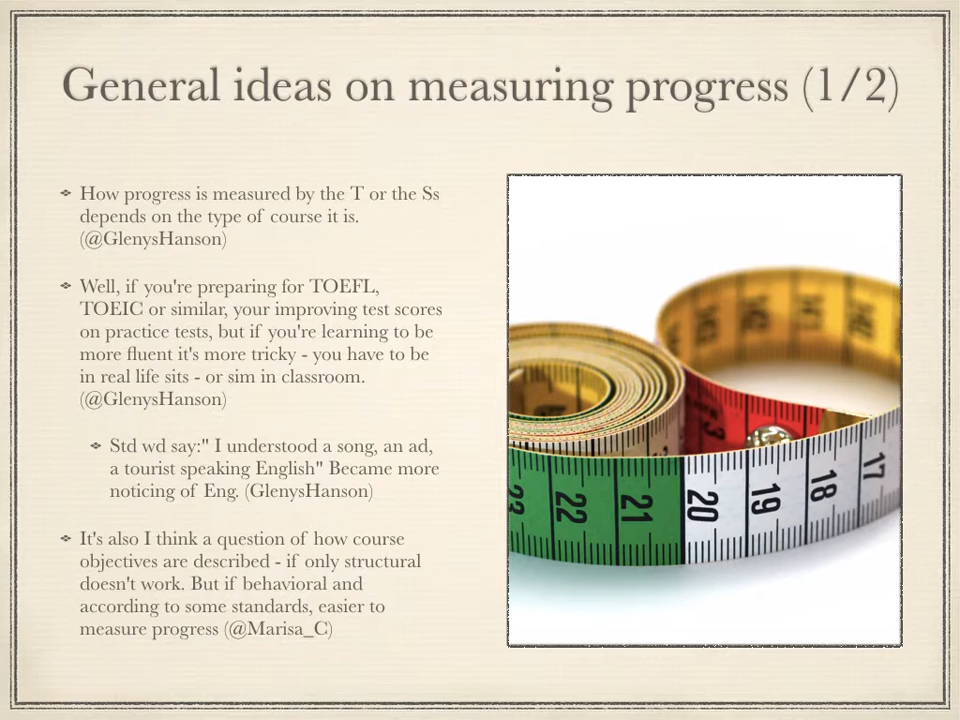 General ideas on measuring progress (1/2)
How progress is measured by the T or the Ss
depends on the type of course it is.
(@GlenysHanson)
Well, if you're preparing for TOEFL,
TOEIC or similar, your improving test scores
on practice tests, but if you're learning to be
more fluent it's more tricky - you have to be
in real life sits - or sim in classroom.
(@GlenysHanson)
Std wd say:" I understood a song, an ad,
a tourist speaking English" Became more
noticing of Eng. (GlenysHanson)
It's also I think a question of how course
objectives are described - if only structural
doesn't work. But if behavioral and
according to some standards, easier to
measure progress (@Marisa_C)
143 142 141 140
23 22 21 20 19 18 17